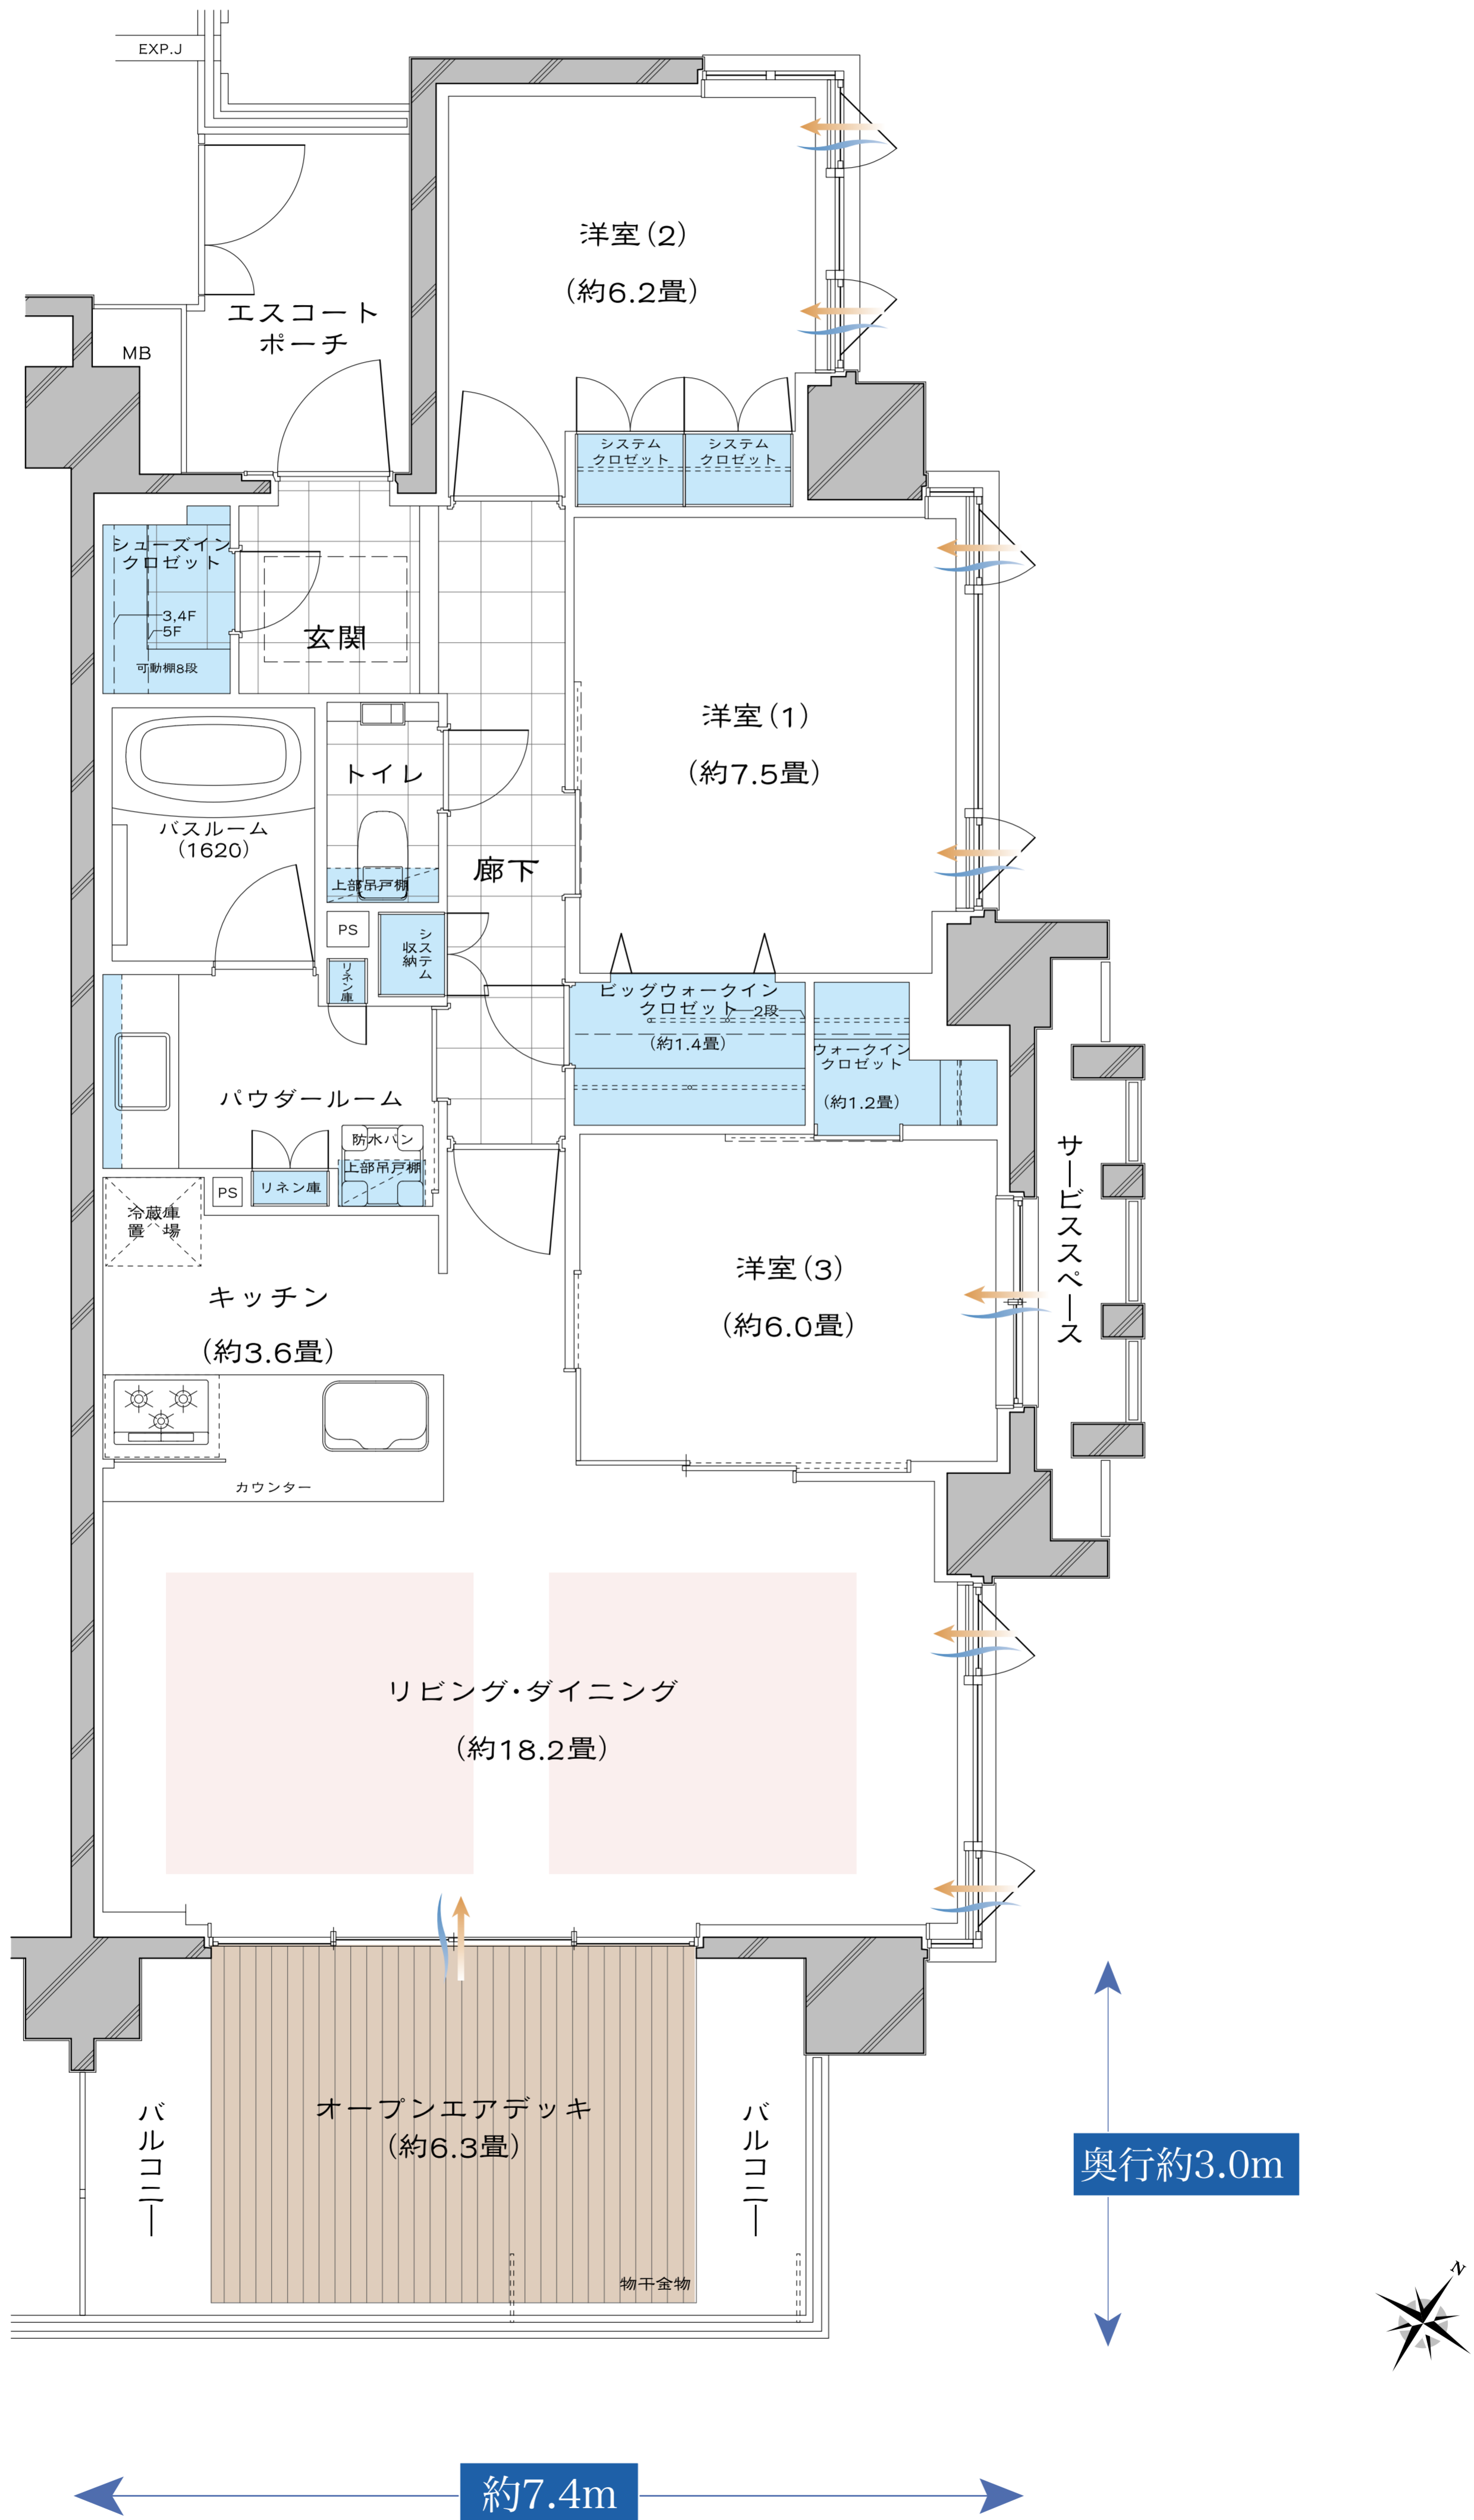 EXP.J
洋室(2)
(約6.2畳)
エスコート
ポーチ
MB
システム
クロゼット
システム
クロゼット
シューズイン
クロゼット
3,4F
5F
可動棚8段
玄関
洋室(1)
(約7.5畳)
トイレ
バスルーム
(1620)
廊下
上部吊戸棚
PS
システム
収納
リネン庫
ビッグウォークイン
クロゼット
2段
(約1.4畳)
ウォークイン
クロゼット
(約1.2畳)
パウダールーム
防水パン
上部吊戸棚
リネン庫
PS
サービススペース
冷蔵庫
置 場
キッチン
(約3.6畳)
洋室(3)
(約6.0畳)
カウンター
リビング・ダイニング
(約18.2畳)
オープンエアデッキ
(約6.3畳)
バルコニー
バルコニー
物干金物
奥行約3.0m
N
約7.4m